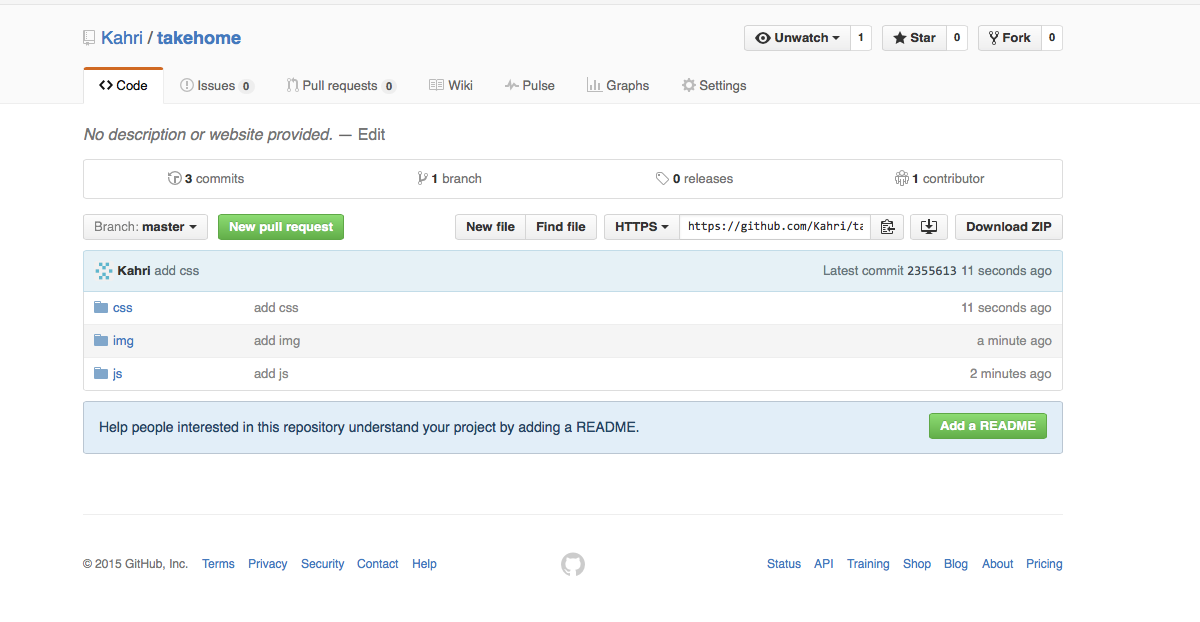 Kahri / takehome
Unwatch 1 Star 0 Fork 0
Code Issues 0 Pull requests 0 Wiki Pulse Graphs Settings
No description or website provided. — Edit
3 commits 1 branch 0 releases 1 contributor
Branch: master New pull request New file Find file HTTPS https://github.com/Kahri/ta Download ZIP
Kahri add css Latest commit 2355613 11 seconds ago
css add css 11 seconds ago
img add img a minute ago
js add js 2 minutes ago
Help people interested in this repository understand your project by adding a README. Add a README
© 2015 GitHub, Inc. Terms Privacy Security Contact Help Status API Training Shop Blog About Pricing